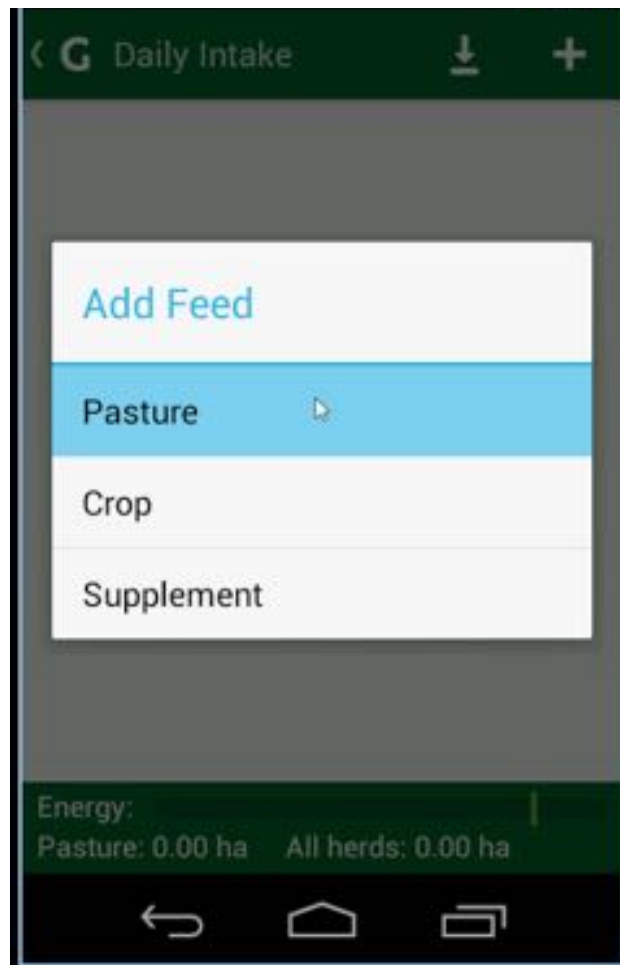 G Daily Intake
Add Feed
Pasture
Crop
Supplement
Energy:
Pasture: 0.00 ha All herds: 0.00 ha